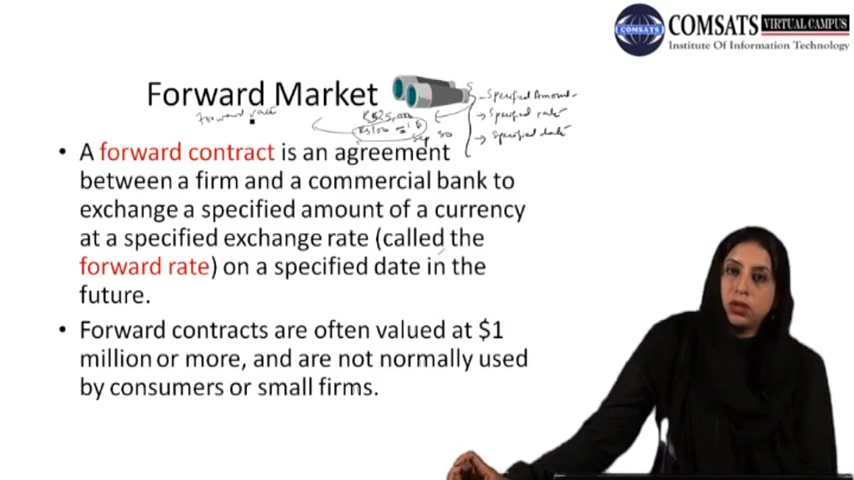 COMSATS VIRTUAL CAMPUS
COMSATS
Institute Of Information Technology
Forward Market
Forward rate
- Specified Amount
→ Specified rate
→ Specified date
Sep 30
• A forward contract is an agreement
between a firm and a commercial bank to
exchange a specified amount of a currency
at a specified exchange rate (called the
forward rate) on a specified date in the
future.
• Forward contracts are often valued at $1
million or more, and are not normally used
by consumers or small firms.